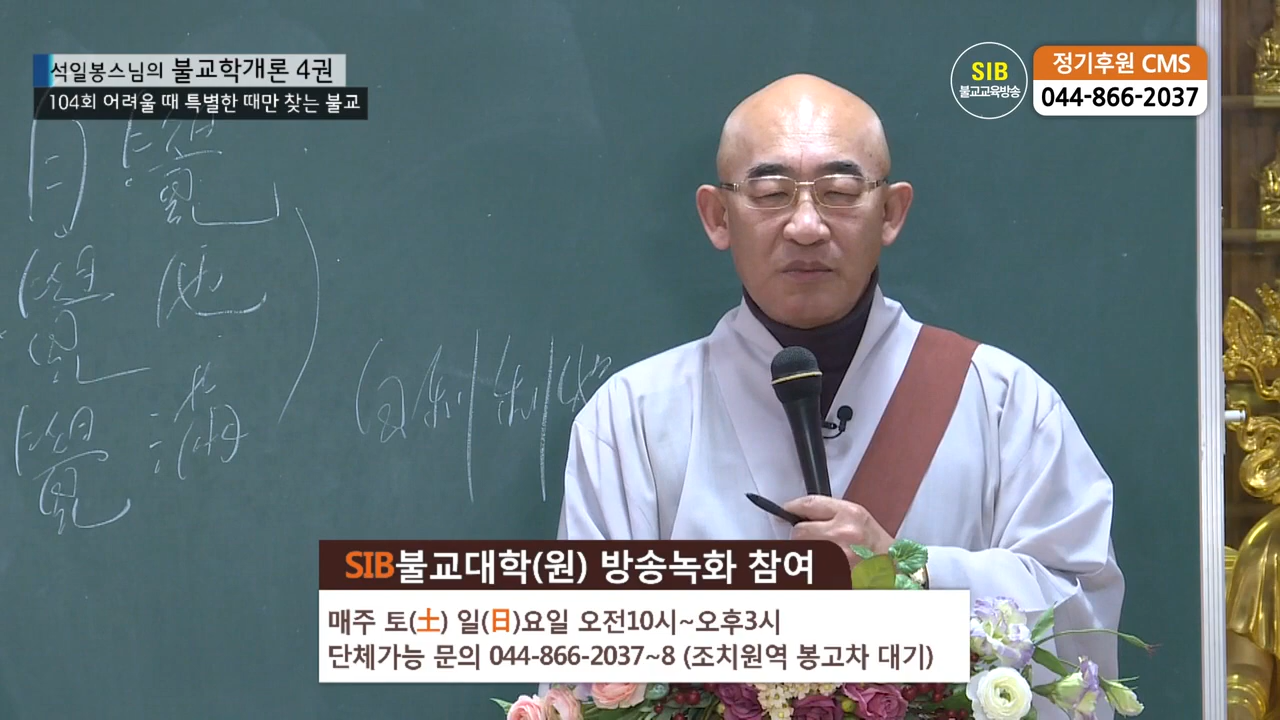 석일봉스님의 불교학개론 4권
104회 어려울 때 특별한 때만 찾는 불교
SIB
불교교육방송
정기후원 CMS
044-866-2037
SIB불교대학(원) 방송녹화 참여
매주 토(土) 일(日)요일 오전10시~오후3시
단체가능 문의 044-866-2037~8 (조치원역 봉고차 대기)